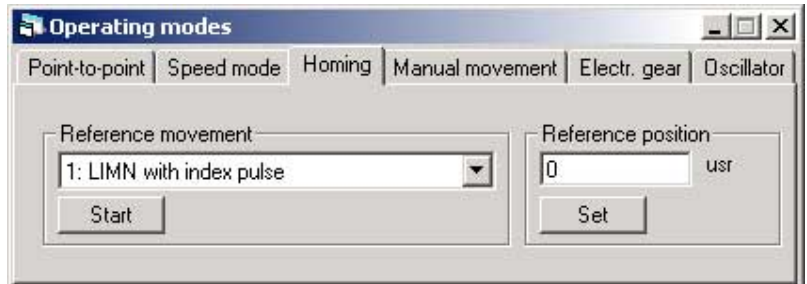 Operating modes
Point-to-point Speed mode Homing Manual movement Electr. gear Oscillator
Reference movement
1: LIMN with index pulse
Start
Reference position
0 usr
Set